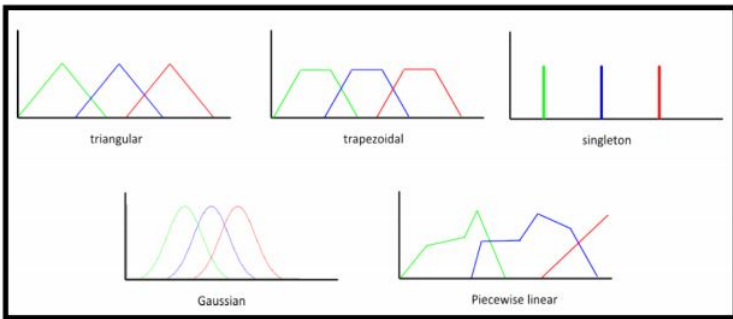 triangular
trapezoidal
singleton
Gaussian
Piecewise linear